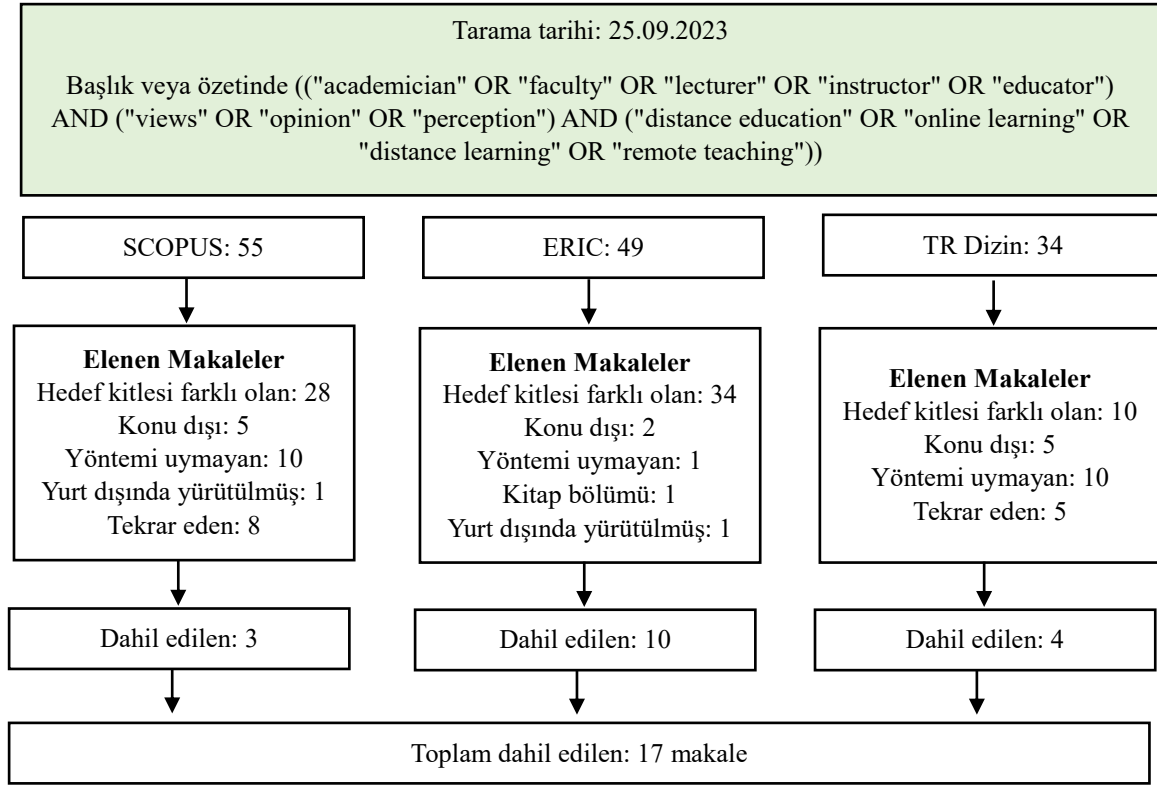 Tarama tarihi: 25.09.2023
Başlık veya özetinde (("academician" OR "faculty" OR "lecturer" OR "instructor" OR "educator")
AND ("views" OR "opinion" OR "perception") AND ("distance education" OR "online learning" OR
"distance learning" OR "remote teaching"))
SCOPUS: 55
ERIC: 49
TR Dizin: 34
Elenen Makaleler
Hedef kitlesi farklı olan: 28
Konu dışı: 5
Yöntemi uymayan: 10
Yurt dışında yürütülmüş: 1
Tekrar eden: 8
Elenen Makaleler
Hedef kitlesi farklı olan: 34
Konu dışı: 2
Yöntemi uymayan: 1
Kitap bölümü: 1
Yurt dışında yürütülmüş: 1
Elenen Makaleler
Hedef kitlesi farklı olan: 10
Konu dışı: 5
Yöntemi uymayan: 10
Tekrar eden: 5
Dahil edilen: 3
Dahil edilen: 10
Dahil edilen: 4
Toplam dahil edilen: 17 makale